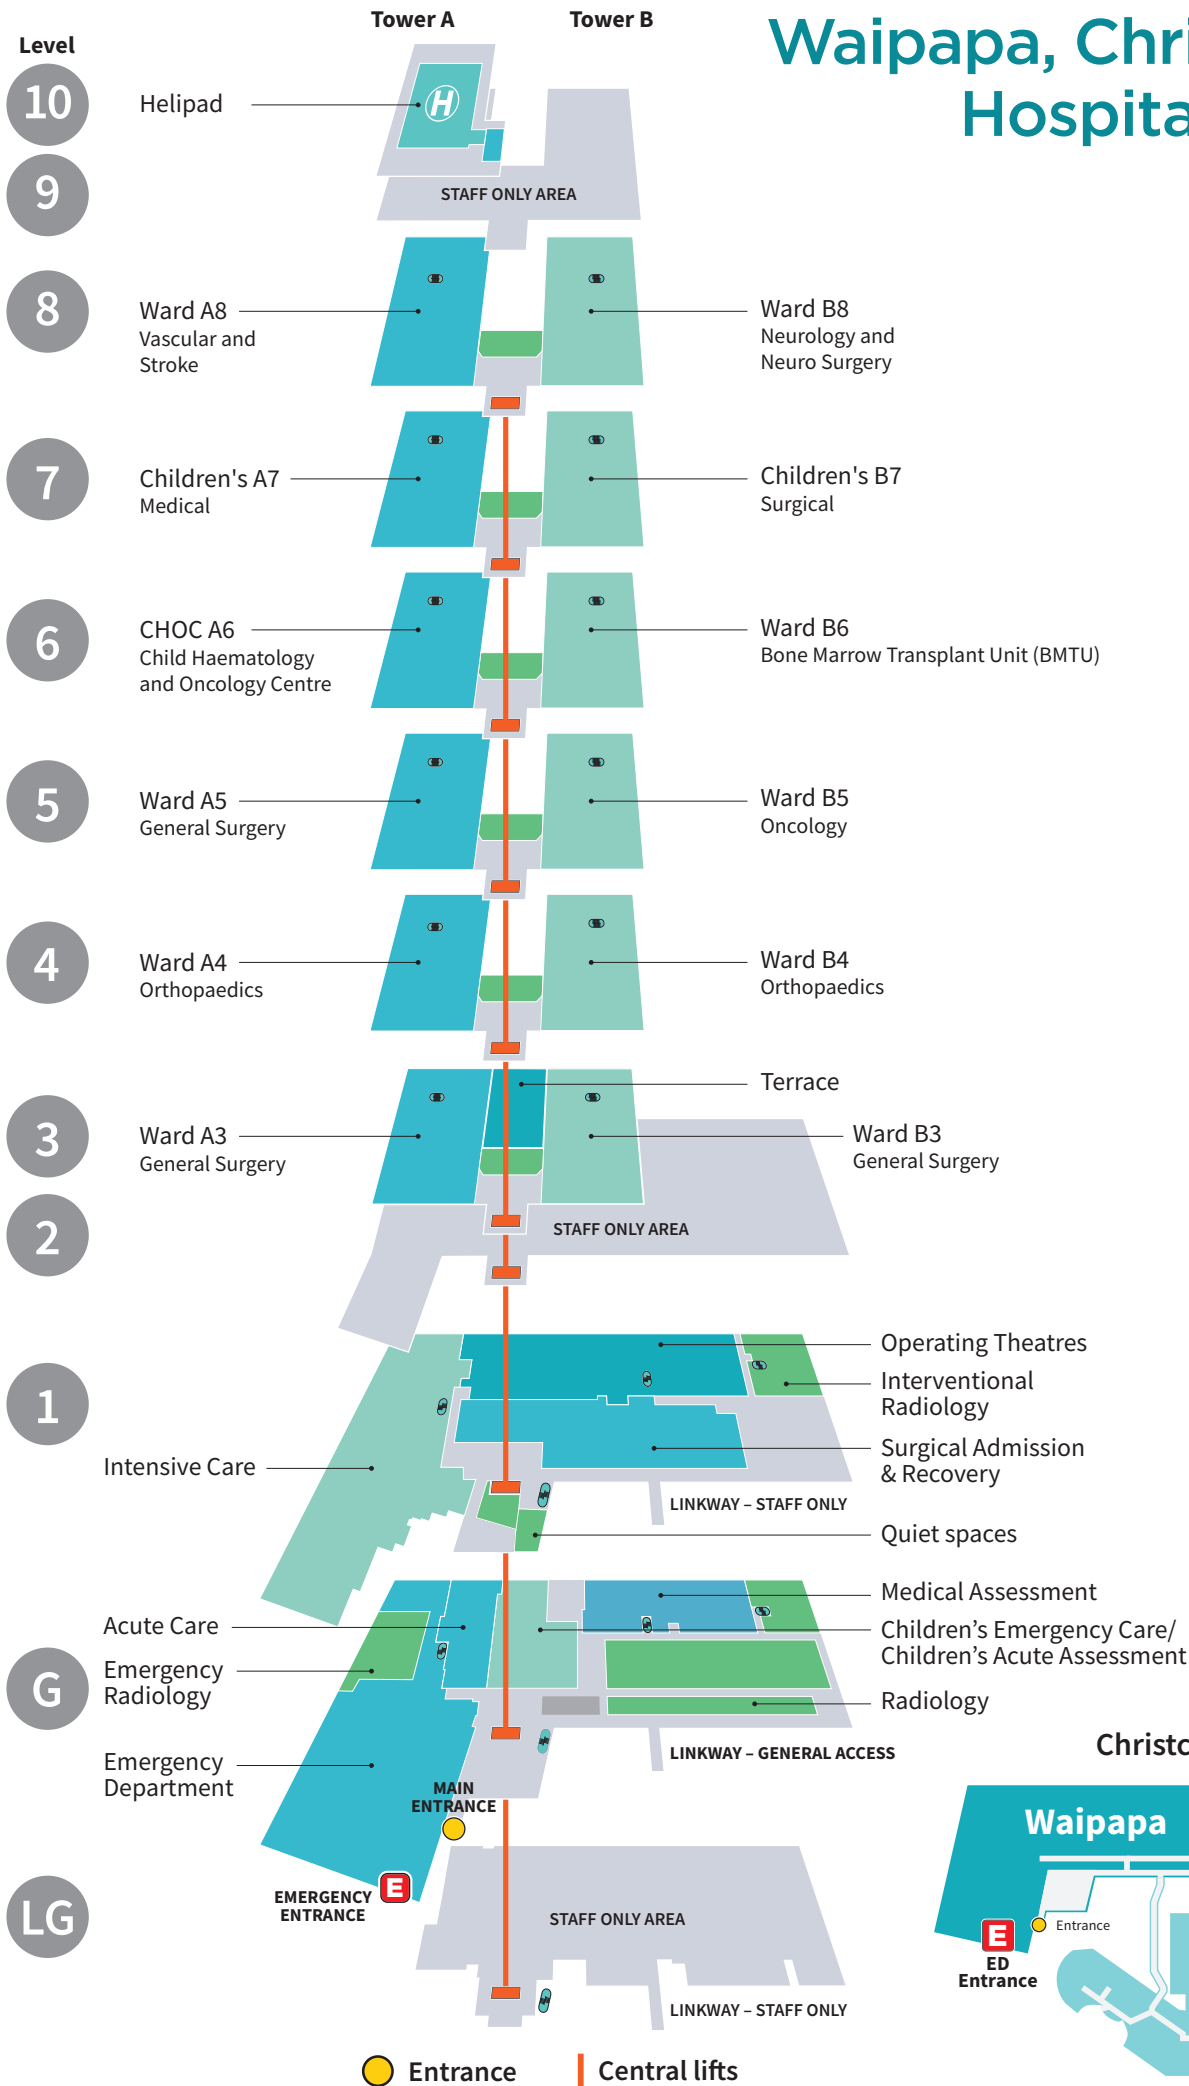 Tower A
Tower B
Waipapa, Chri
Hospita
Level
10
Helipad
H
9
STAFF ONLY AREA
8
Ward A8
Vascular and
Stroke
Ward B8
Neurology and
Neuro Surgery
7
Children's A7
Medical
Children's B7
Surgical
6
CHOC A6
Child Haematology
and Oncology Centre
Ward B6
Bone Marrow Transplant Unit (BMTU)
5
Ward A5
General Surgery
Ward B5
Oncology
4
Ward A4
Orthopaedics
Ward B4
Orthopaedics
Terrace
3
Ward A3
General Surgery
Ward B3
General Surgery
2
STAFF ONLY AREA
1
Operating Theatres
Interventional
Radiology
Intensive Care
Surgical Admission
& Recovery
LINKWAY – STAFF ONLY
Quiet spaces
G
Acute Care
Emergency
Radiology
Emergency
Department
Medical Assessment
Children’s Emergency Care/
Children’s Acute Assessment
Radiology
LINKWAY – GENERAL ACCESS
MAIN
ENTRANCE
E
EMERGENCY
ENTRANCE
LG
STAFF ONLY AREA
LINKWAY – STAFF ONLY
Christc
Waipapa
Entrance
E
ED
Entrance
Entrance
Central lifts